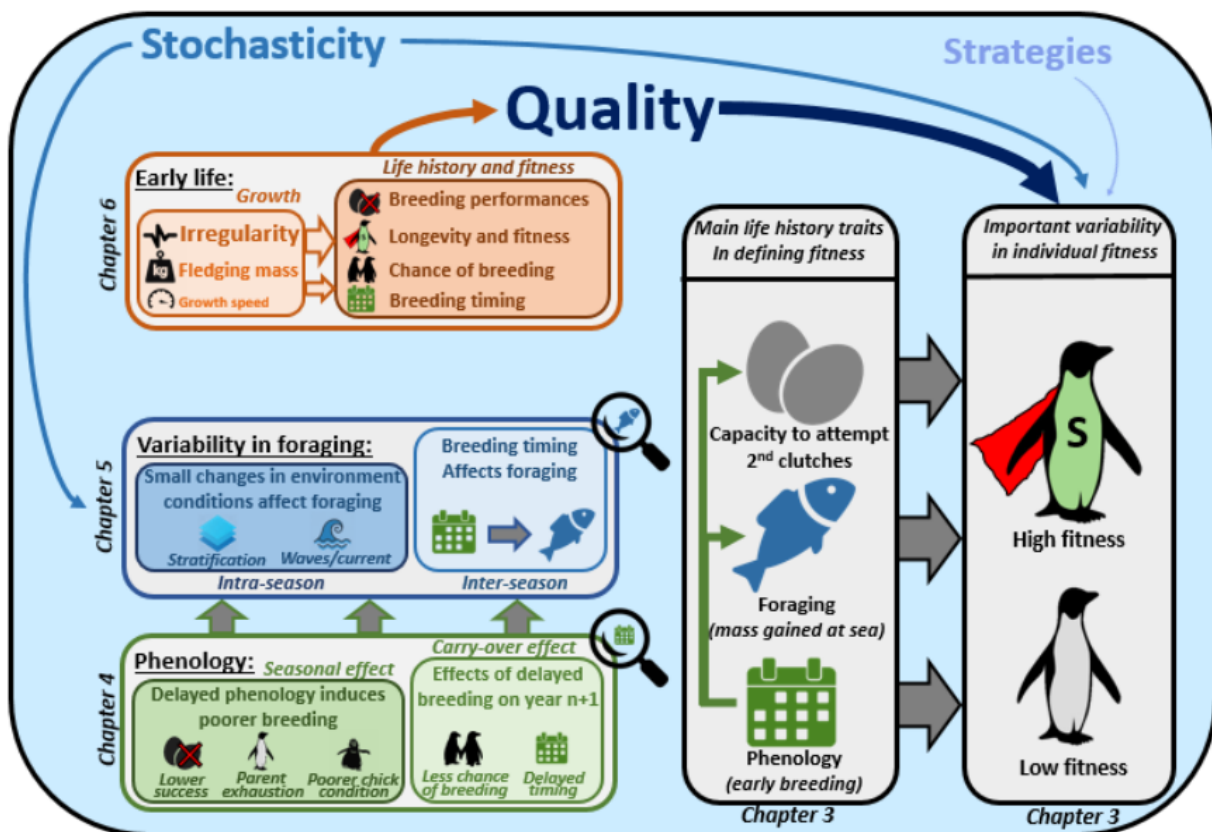 Stochasticity
Strategies
Quality
Chapter 6
Early life:
Growth
Irregularity
kg
Fledging mass
Growth speed
Life history and fitness
Breeding performances
Longevity and fitness
Chance of breeding
Breeding timing
Chapter 5
Variability in foraging:
Small changes in environment
conditions affect foraging
Stratification
Waves/current
Intra-season
Breeding timing
Affects foraging
Inter-season
Chapter 4
Phenology:
Seasonal effect
Delayed phenology induces
poorer breeding
Lower
success
Parent
exhaustion
Poorer chick
condition
Carry-over effect
Effects of delayed
breeding on year n+1
Less chance
of breeding
Delayed
timing
Main life history traits
In defining fitness
Capacity to attempt
2nd clutches
Foraging
(mass gained at sea)
Phenology
(early breeding)
Chapter 3
Important variability
in individual fitness
S
High fitness
Low fitness
Chapter 3